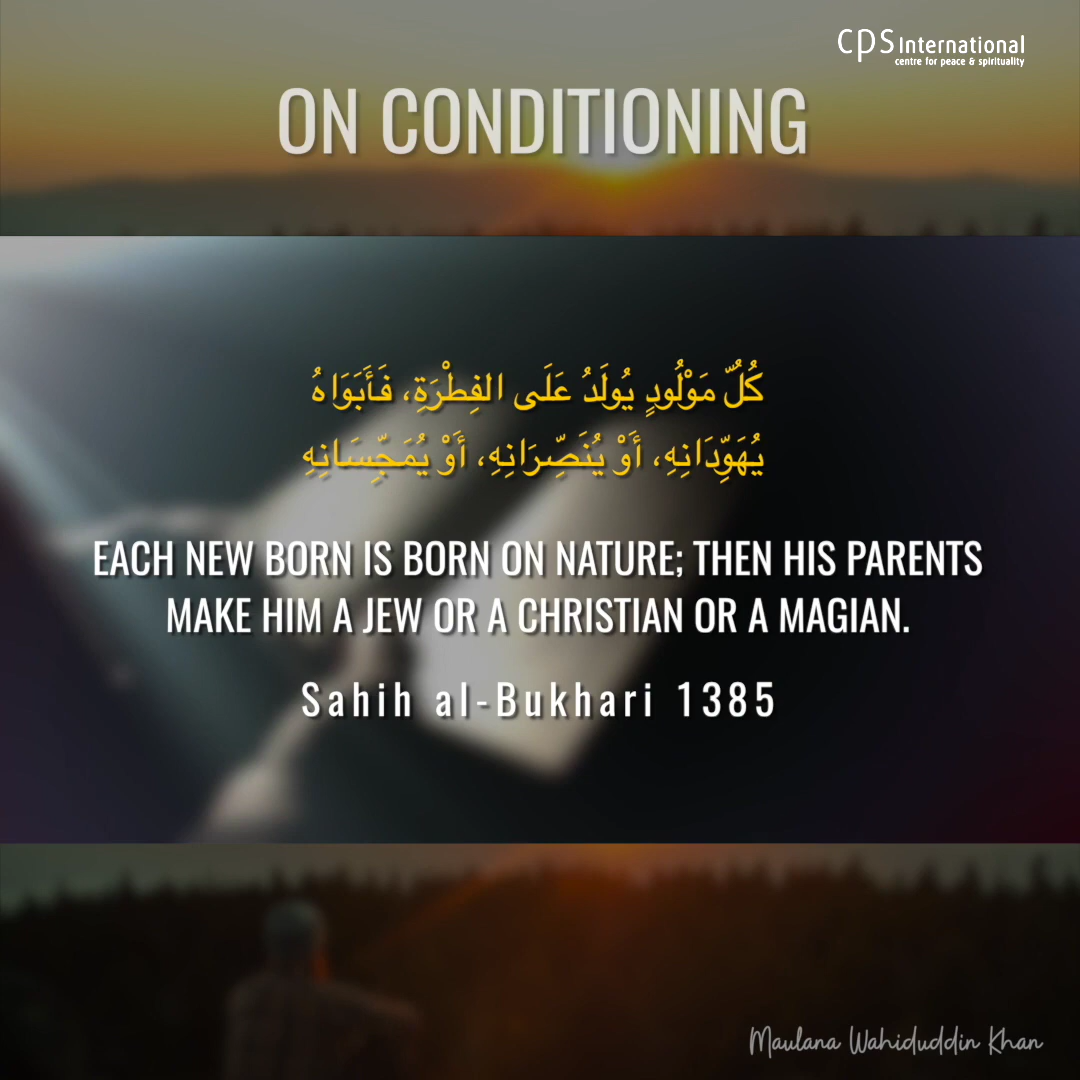 CPS International
centre for peace & spirituality
ON CONDITIONING
كُلُّ مَوْلُودٍ يُولَدُ عَلَى الفِطْرَةِ، فَأَبَوَاهُ
يُهَوِّدَانِهِ، أَوْ يُنَصِّرَانِهِ، أَوْ يُمَجِّسَانِهِ
EACH NEW BORN IS BORN ON NATURE; THEN HIS PARENTS
MAKE HIM A JEW OR A CHRISTIAN OR A MAGIAN.
Sahih al-Bukhari 1385
Maulana Wahiduddin Khan